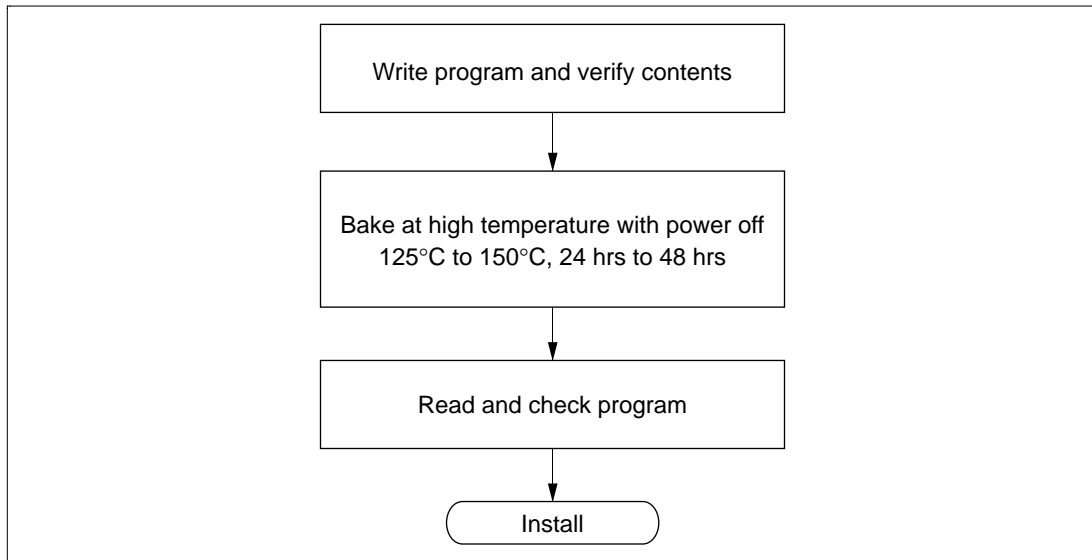 Write program and verify contents
Bake at high temperature with power off
125°C to 150°C, 24 hrs to 48 hrs
Read and check program
Install